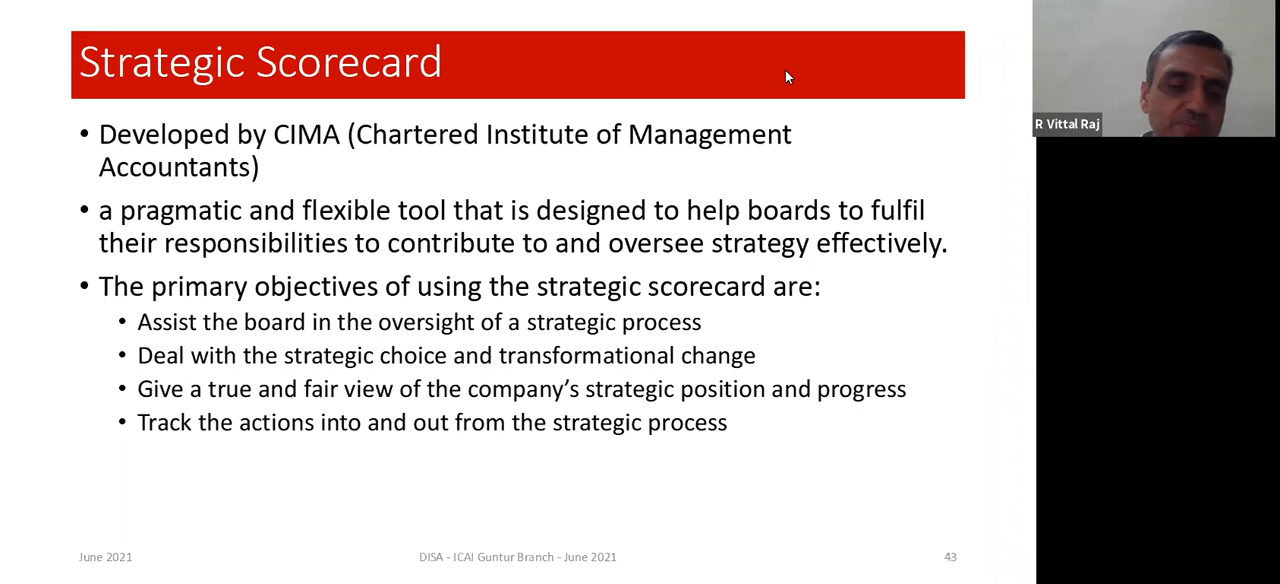 Strategic Scorecard
• Developed by CIMA (Chartered Institute of Management
Accountants)
• a pragmatic and flexible tool that is designed to help boards to fulfil
their responsibilities to contribute to and oversee strategy effectively.
• The primary objectives of using the strategic scorecard are:
• Assist the board in the oversight of a strategic process
• Deal with the strategic choice and transformational change
• Give a true and fair view of the company’s strategic position and progress
• Track the actions into and out from the strategic process
June 2021
DISA - ICAI Guntur Branch - June 2021
43
R Vittal Raj